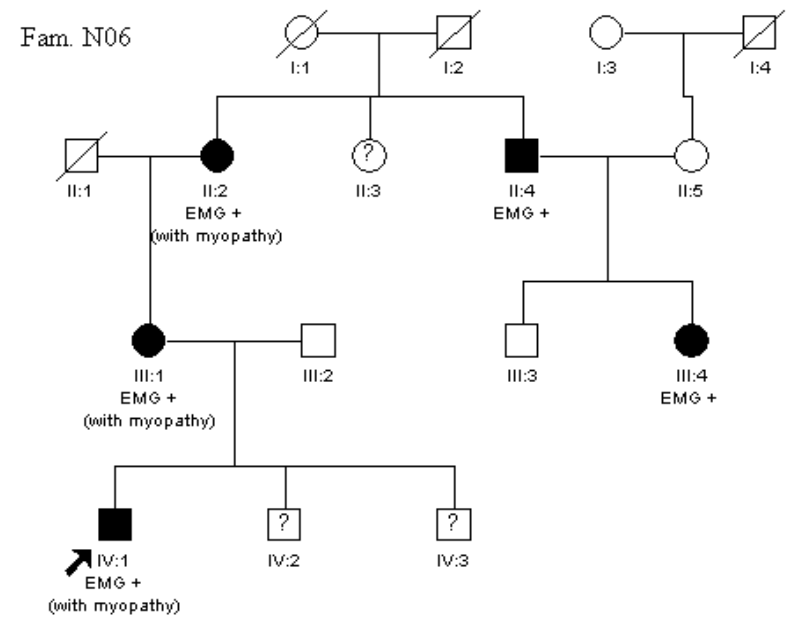 Fam. N06
I:1
I:2
I:3
I:4
?
II:1
II:2
II:3
II:4
II:5
EMG +
EMG +
(with myopathy)
III:1
III:2
III:3
III:4
EMG +
EMG +
(with myopathy)
?
?
IV:1
IV:2
IV:3
EMG +
(with myopathy)